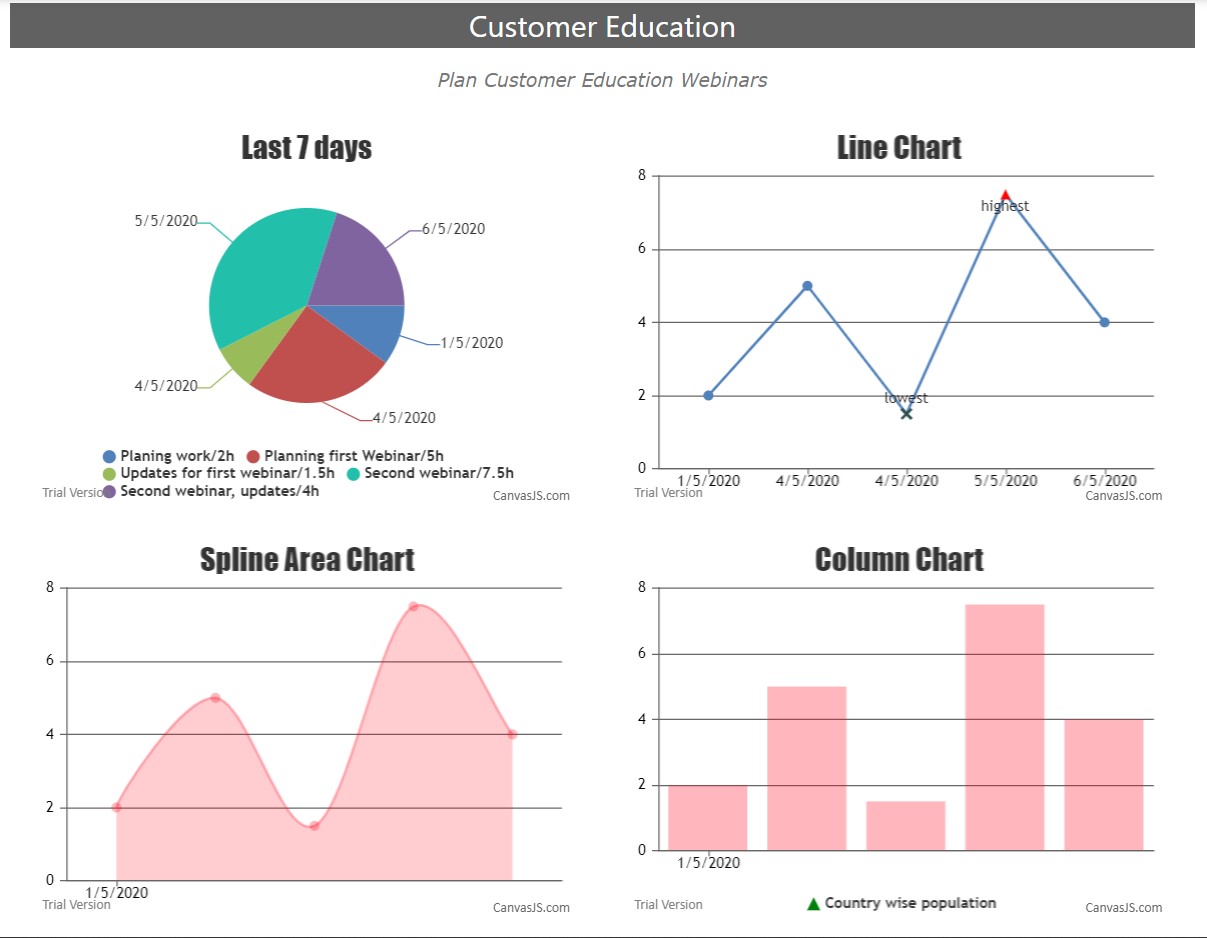 Customer Education
Plan Customer Education Webinars
Last 7 days
5/5/2020
6/5/2020
1/5/2020
4/5/2020
4/5/2020
Planing work/2h
Planning first Webinar/5h
Updates for first webinar/1.5h
Second webinar/7.5h
Second webinar, updates/4h
Trial Versio
CanvasJS.com
Line Chart
8
highest
6
4
lowest
2
0
1/5/2020
4/5/2020
4/5/2020
5/5/2020
6/5/2020
Trial Version
CanvasJS.com
Spline Area Chart
8
6
4
2
0
1/5/2020
Trial Version
CanvasJS.com
Column Chart
8
6
4
2
0
1/5/2020
Trial Version
Country wise population
CanvasJS.com